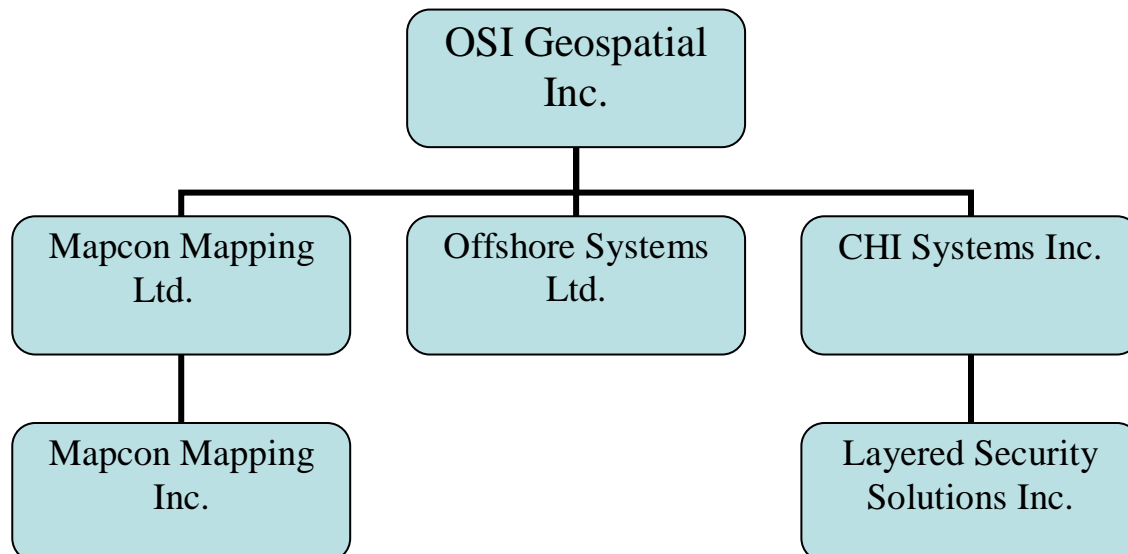 OSI Geospatial
Inc.
Mapcon Mapping
Ltd.
Offshore Systems
Ltd.
CHI Systems Inc.
Mapcon Mapping
Inc.
Layered Security
Solutions Inc.